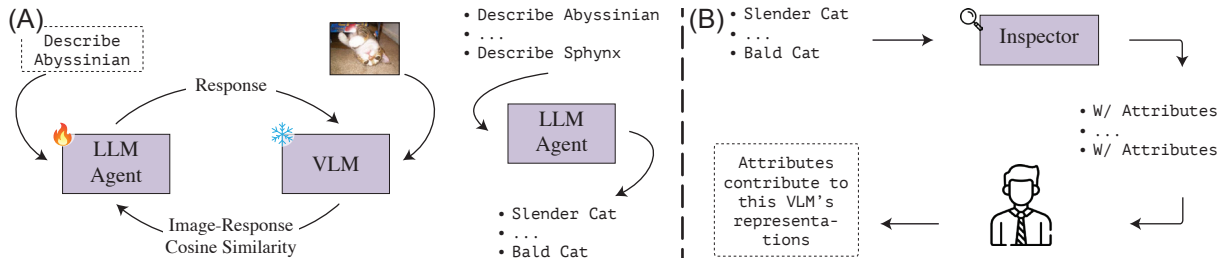 (A)
Describe
Abyssinian
Response
LLM
Agent
VLM
Image-Response
Cosine Similarity
• Describe Abyssinian
• ...
• Describe Sphynx
LLM
Agent
• Slender Cat
• ...
• Bald Cat
(B)
• Slender Cat
• ...
• Bald Cat
Inspector
• W/ Attributes
• ...
• W/ Attributes
Attributes
contribute to
this VLM's
representa-
tions